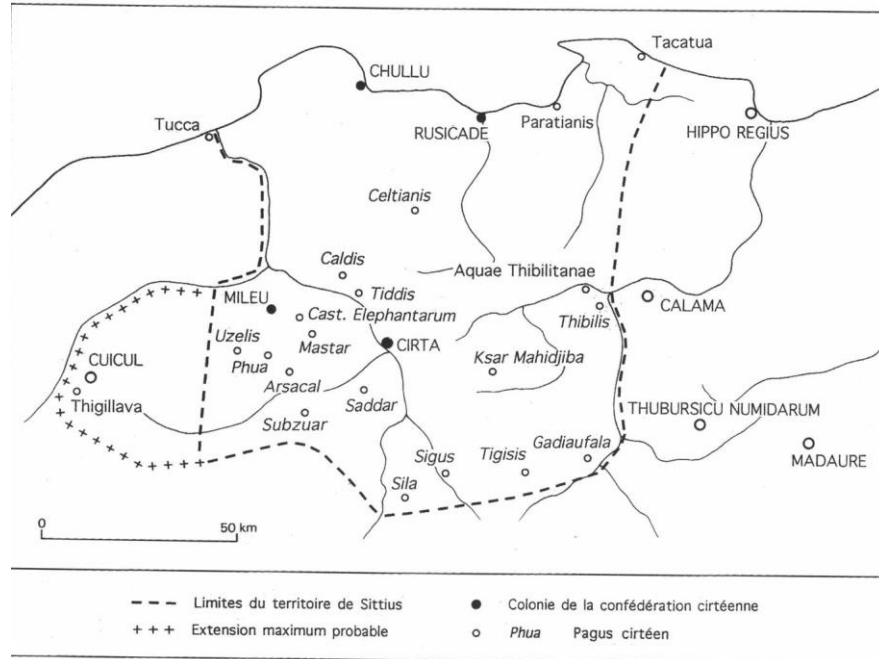 Tacatua
CHULLU
Tucca
RUSICADE
Paratianis
HIPPO REGIUS
Celtianis
Caldis
Aquae Thibilitanae
Tiddis
MILEU
Cast. Elephantarum
CALAMA
Thibilis
Uzelis
Mastar
CIRTA
Phua
Ksar Mahidjiba
CUICUL
Arsacal
Thigillava
Saddar
Subzuar
THUBURSICU NUMIDARUM
Gadiaufala
MADAURE
Sigus
Tigisis
Sila
0
50 km
Limites du territoire de Sittius
Colonie de la confédération cirtéenne
Extension maximum probable
Phua Pagus cirtéen